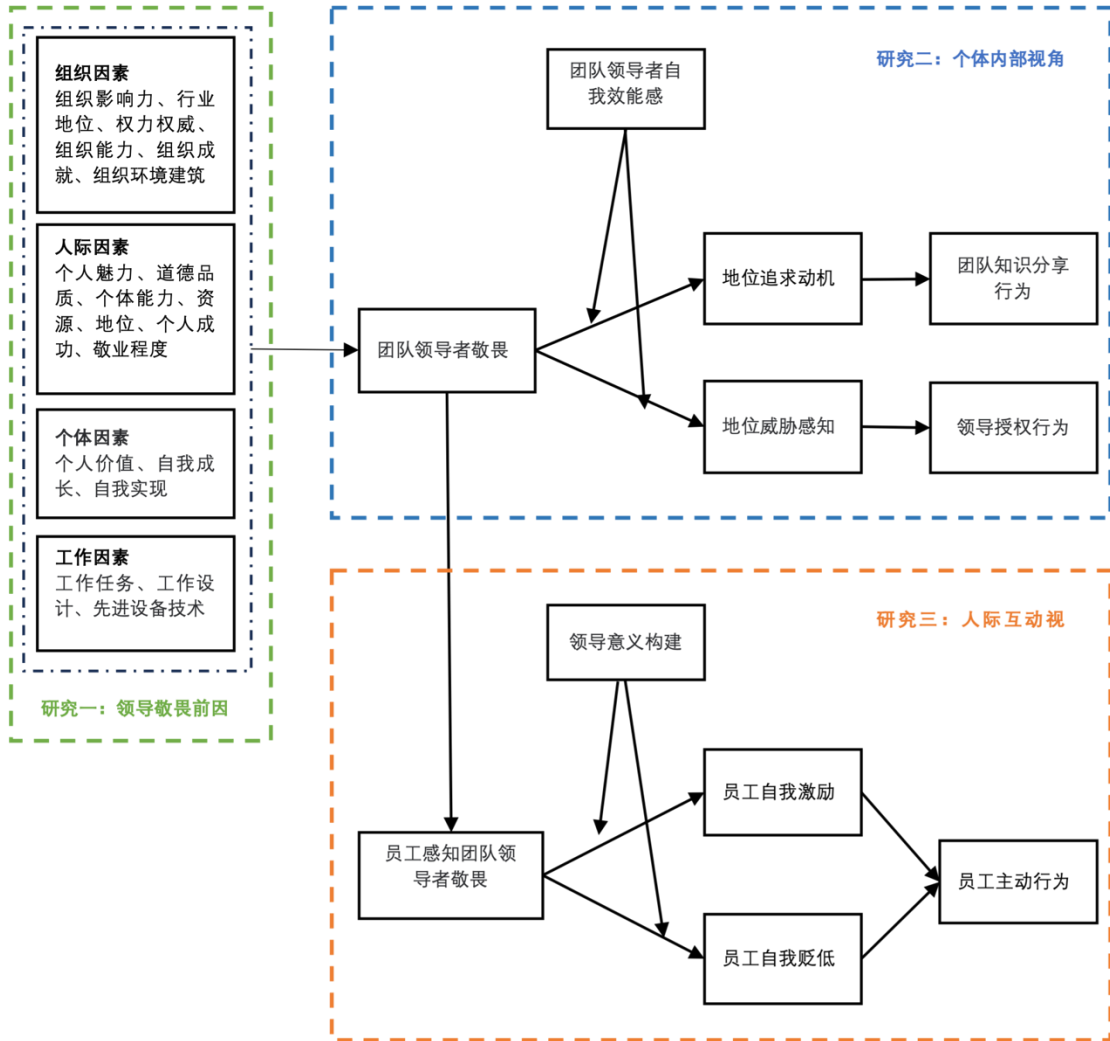 组织因素
组织影响力、行业
地位、权力权威、
组织能力、组织成
就、组织环境建筑
人际因素
个人魅力、道德品
质、个体能力、资
源、地位、个人成
功、敬业程度
个体因素
个人价值、自我成
长、自我实现
工作因素
工作任务、工作设
计、先进设备技术
研究一：领导敬畏前因
研究二：个体内部视角
团队领导者自
我效能感
团队领导者敬畏
地位追求动机
团队知识分享
行为
地位威胁感知
领导授权行为
研究三：人际互动视
领导意义构建
员工感知团队领
导者敬畏
员工自我激励
员工自我贬低
员工主动行为